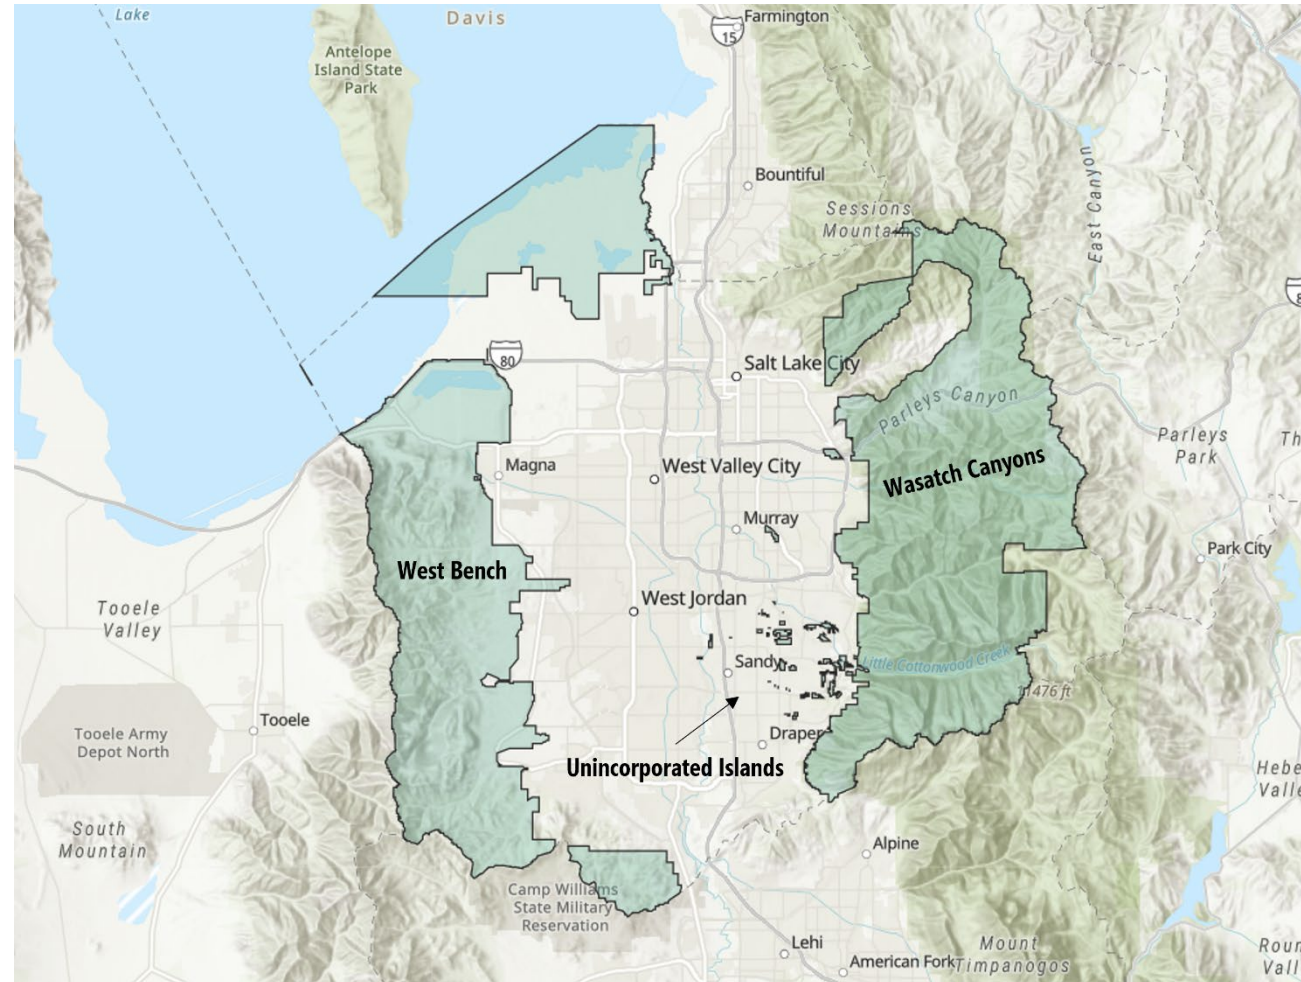 Lake
Davis
Farmington
15
Antelope
Island State
Park
Bountiful
East Canyon
Sessions
Mountains
80
Salt Lake City
Parleys Canyon
Parleys
Park
Th
Magna
West Valley City
Wasatch Canyons
Murray
Park City
West Bench
West Jordan
Tooele
Valley
Sandy
Little Cottonwood Creek
11476 ft
Tooele
Tooele Army
Depot North
Draper
Unincorporated Islands
Hebe
Valle
South
Mountain
Alpine
Camp Williams
State Military
Reservation
Lehi
American Fork
Mount
Timpanogos
Roun
Vall